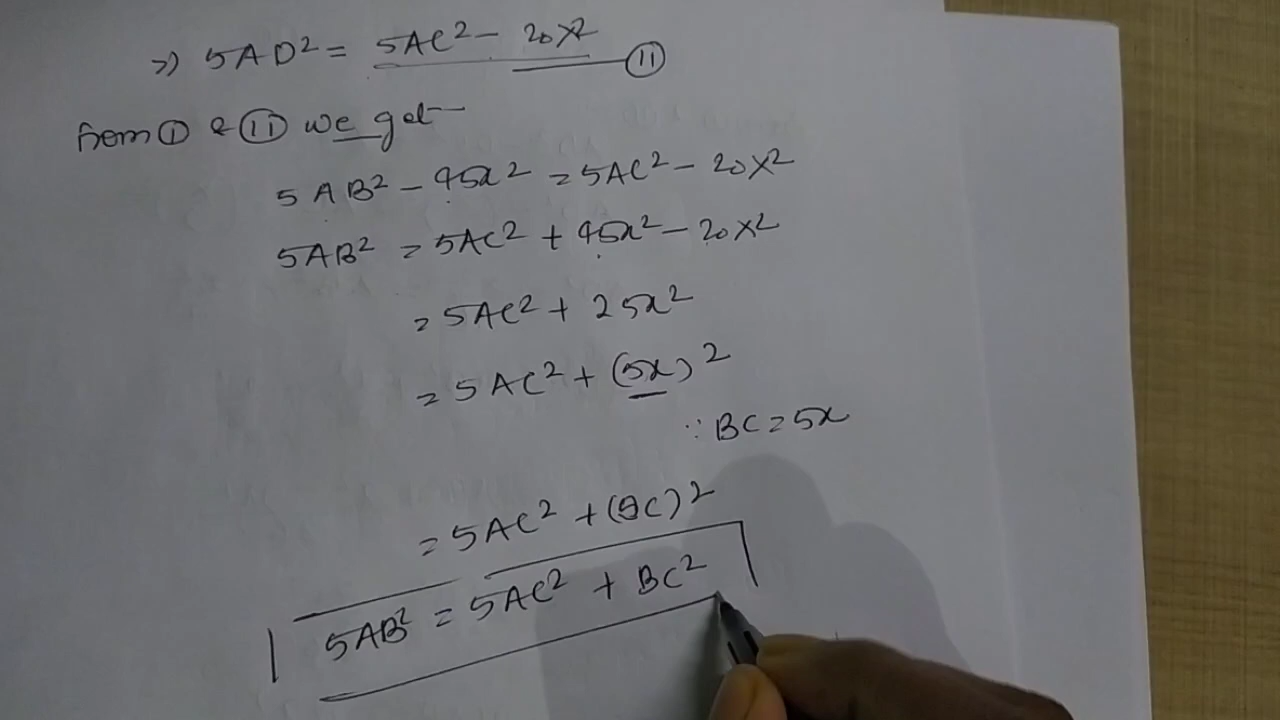 => 5AD² = 5AC² - 20x² — (11)
from (1) & (11) we get—
5AB² - 45x² = 5AC² - 20x²
5AB² = 5AC² + 45x² - 20x²
= 5AC² + 25x²
= 5AC² + (5x)²
∵ BC = 5x
= 5AC² + (BC)²
5AB² = 5AC² + BC²